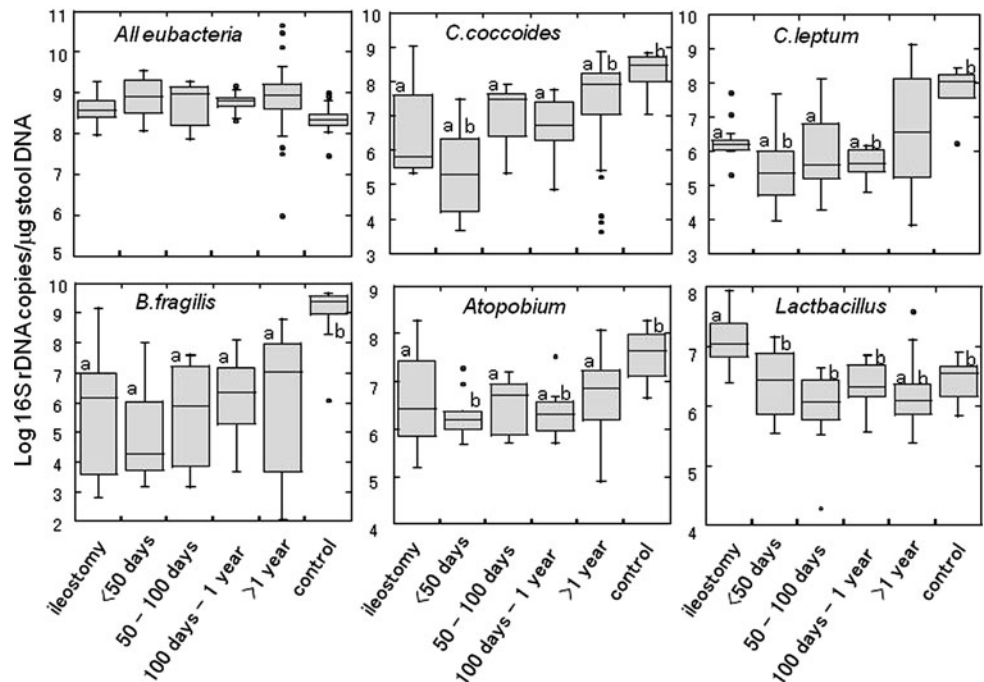 Log 16S rDNA copies/µg stool DNA
All eubacteria
11
10
9
8
7
6
5
C.coccoides
10
9
8
7
6
5
4
3
a
a b
a
a
a b
b
C.leptum
10
9
8
7
6
5
4
3
b
a b
a
a b
B.fragilis
10
9
8
7
6
5
4
3
2
a
a
a
a
a
b
Atopobium
9
8
7
6
5
4
a
b
a b
a
b
Lactbacillus
8
7
6
5
4
a
b
b
b
a b
b
ileostomy
<50 days
50 – 100 days
100 days – 1 year
>1 year
control
ileostomy
<50 days
50 – 100 days
100 days – 1 year
>1 year
control
ileostomy
<50 days
50 – 100 days
100 days – 1 year
>1 year
control